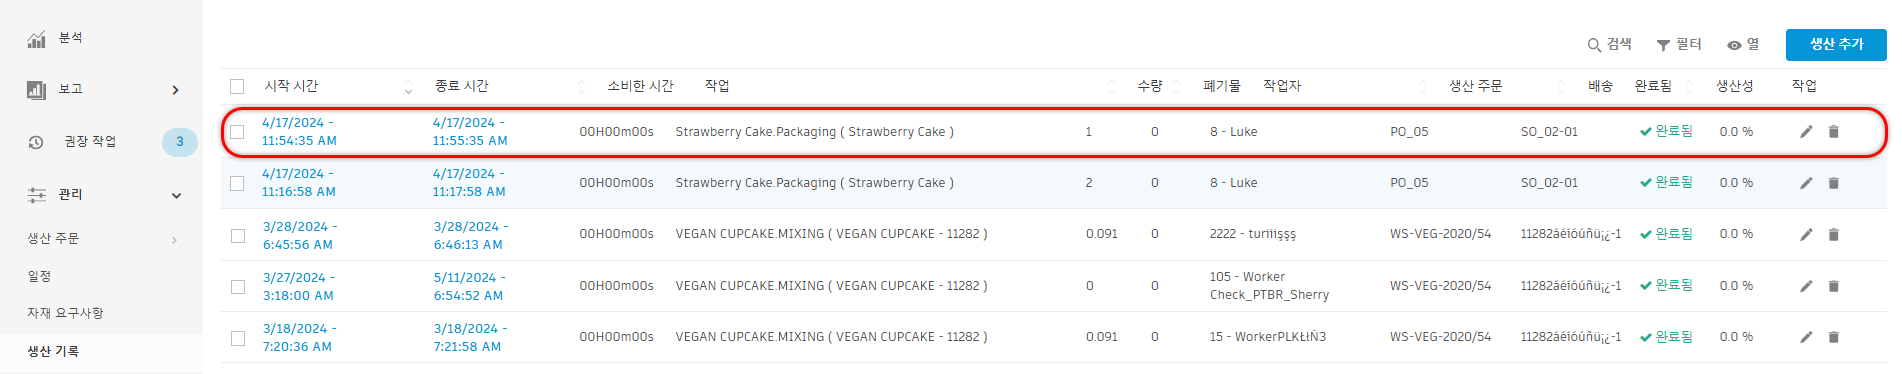 분석
보고
권장 작업 3
관리
생산 주문
일정
자재 요구사항
생산 기록
검색 필터 열 생산 추가
시작 시간 종료 시간 소비한 시간 작업 수량 폐기물 작업자 생산 주문 배송 완료됨 생산성 작업
4/17/2024 - 4/17/2024 -
11:54:35 AM 11:55:35 AM 00H00m00s Strawberry Cake.Packaging ( Strawberry Cake ) 1 0 8 - Luke PO_05 SO_02-01 완료됨 0.0 %
4/17/2024 - 4/17/2024 -
11:16:58 AM 11:17:58 AM 00H00m00s Strawberry Cake.Packaging ( Strawberry Cake ) 2 0 8 - Luke PO_05 SO_02-01 완료됨 0.0 %
3/28/2024 - 3/28/2024 -
6:45:56 AM 6:46:13 AM 00H00m00s VEGAN CUPCAKE.MIXING ( VEGAN CUPCAKE - 11282 ) 0.091 0 2222 - turiiişşş WS-VEG-2020/54 11282áéíóúñü¡¿-1 완료됨 0.0 %
3/27/2024 - 5/11/2024 - 105 - Worker
3:18:00 AM 6:54:52 AM 00H00m00s VEGAN CUPCAKE.MIXING ( VEGAN CUPCAKE - 11282 ) 0 0 Check_PTBR_Sherry WS-VEG-2020/54 11282áéíóúñü¡¿-1 완료됨 0.0 %
3/18/2024 - 3/18/2024 -
7:20:36 AM 7:21:58 AM 00H00m00s VEGAN CUPCAKE.MIXING ( VEGAN CUPCAKE - 11282 ) 0.091 0 15 - WorkerPLKŁŃ3 WS-VEG-2020/54 11282áéíóúñü¡¿-1 완료됨 0.0 %